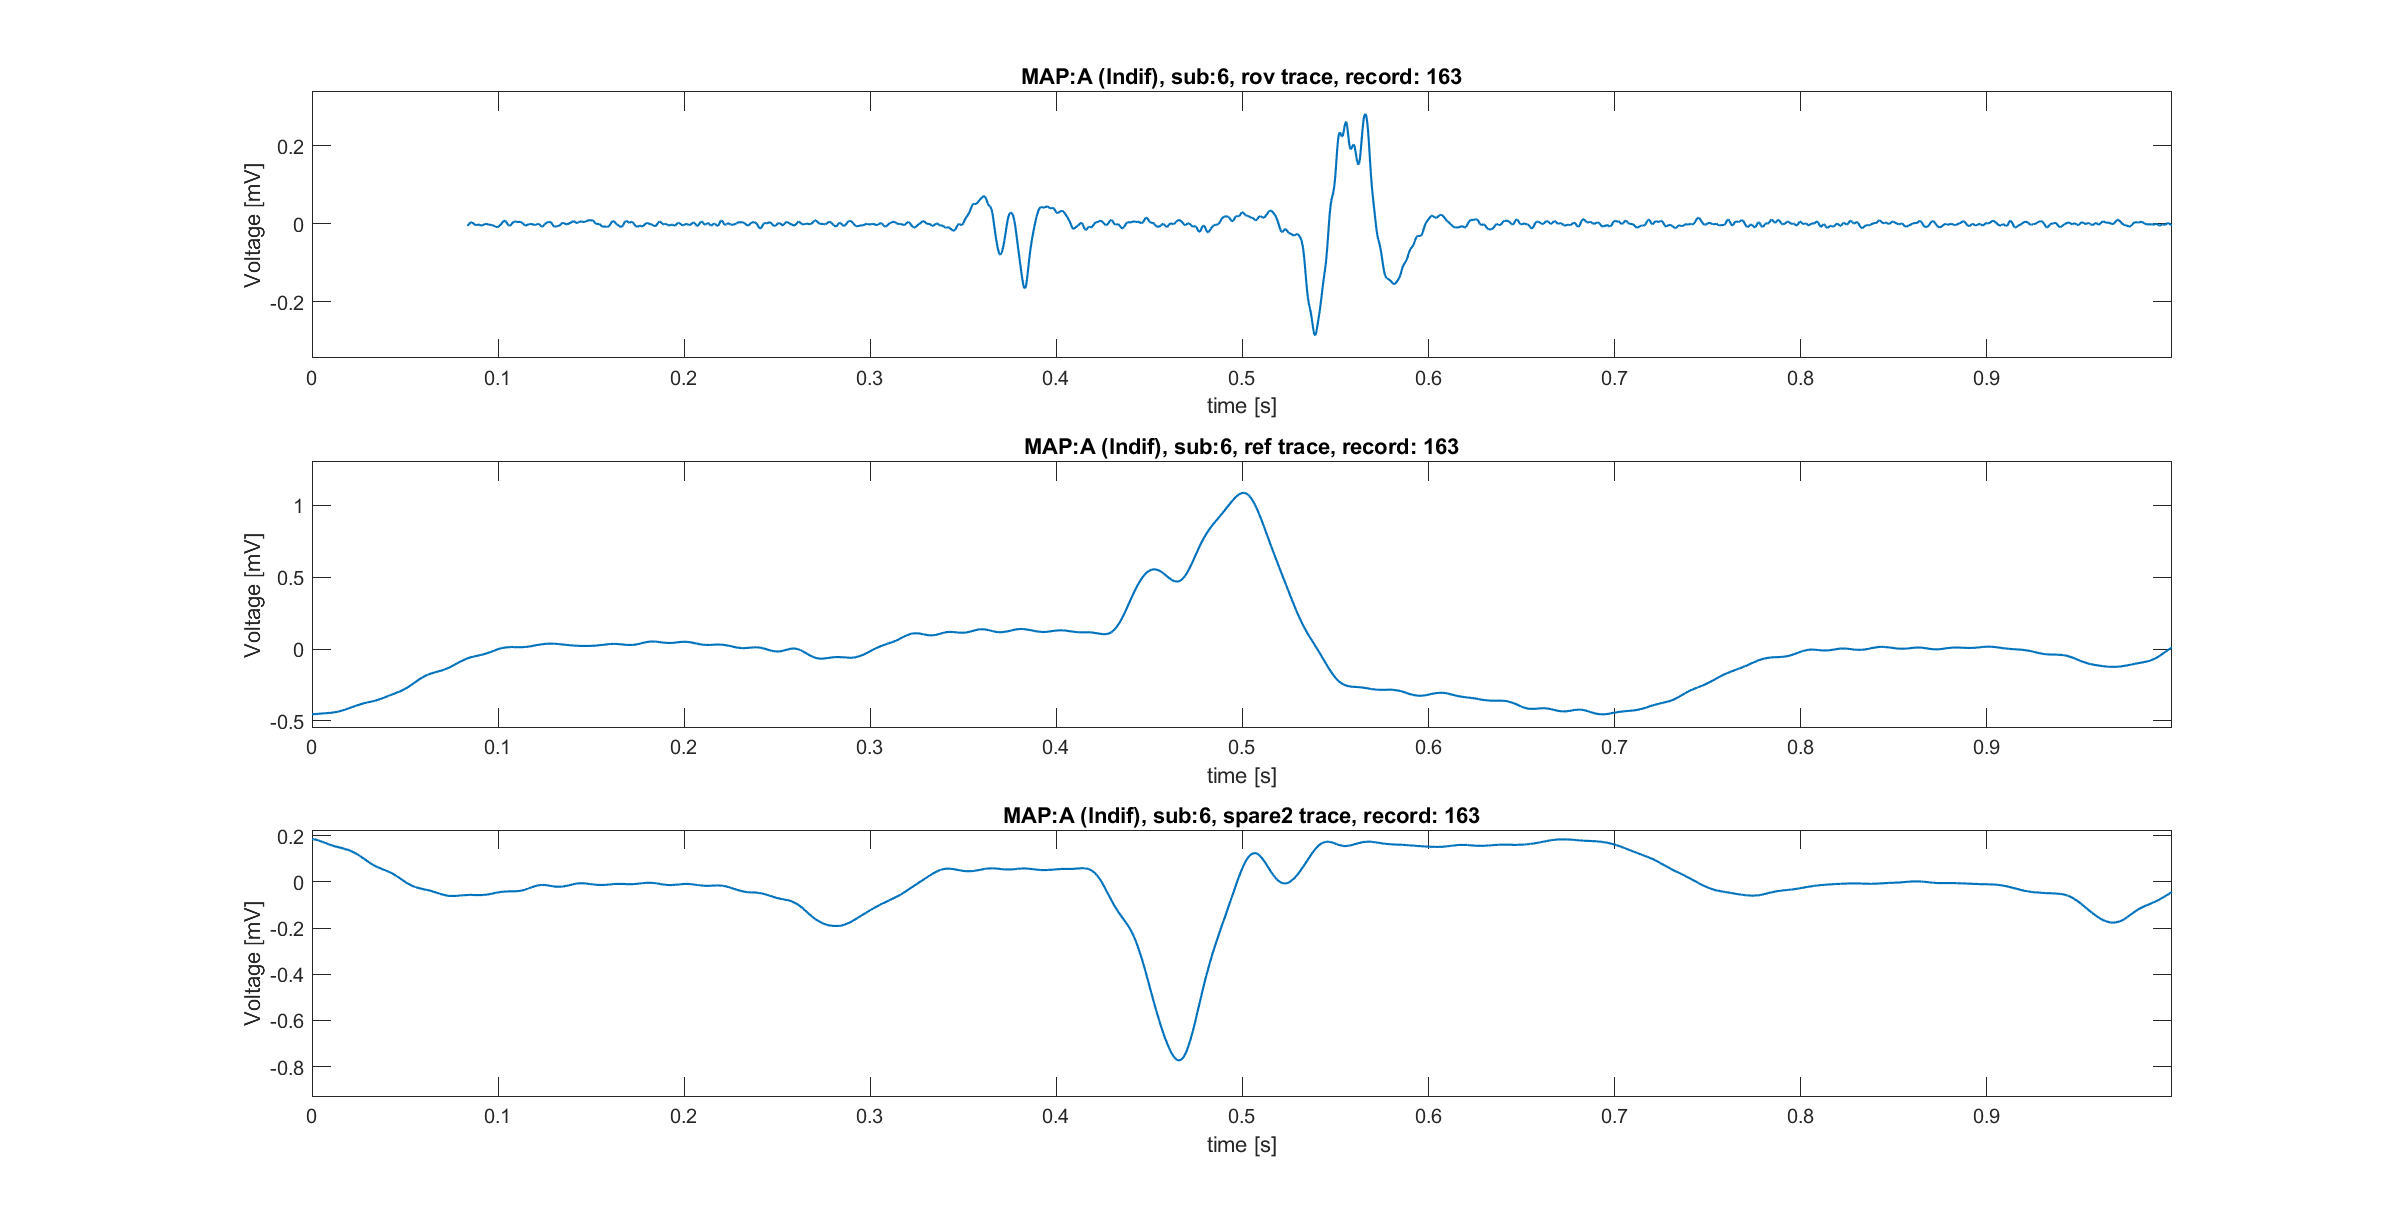 MAP:A (Indif), sub:6, rov trace, record: 163
Voltage [mV]
0.2
0
-0.2
0 0.1 0.2 0.3 0.4 0.5 0.6 0.7 0.8 0.9
time [s]
MAP:A (Indif), sub:6, ref trace, record: 163
Voltage [mV]
1
0.5
0
-0.5
0 0.1 0.2 0.3 0.4 0.5 0.6 0.7 0.8 0.9
time [s]
MAP:A (Indif), sub:6, spare2 trace, record: 163
Voltage [mV]
0.2
0
-0.2
-0.4
-0.6
-0.8
0 0.1 0.2 0.3 0.4 0.5 0.6 0.7 0.8 0.9
time [s]